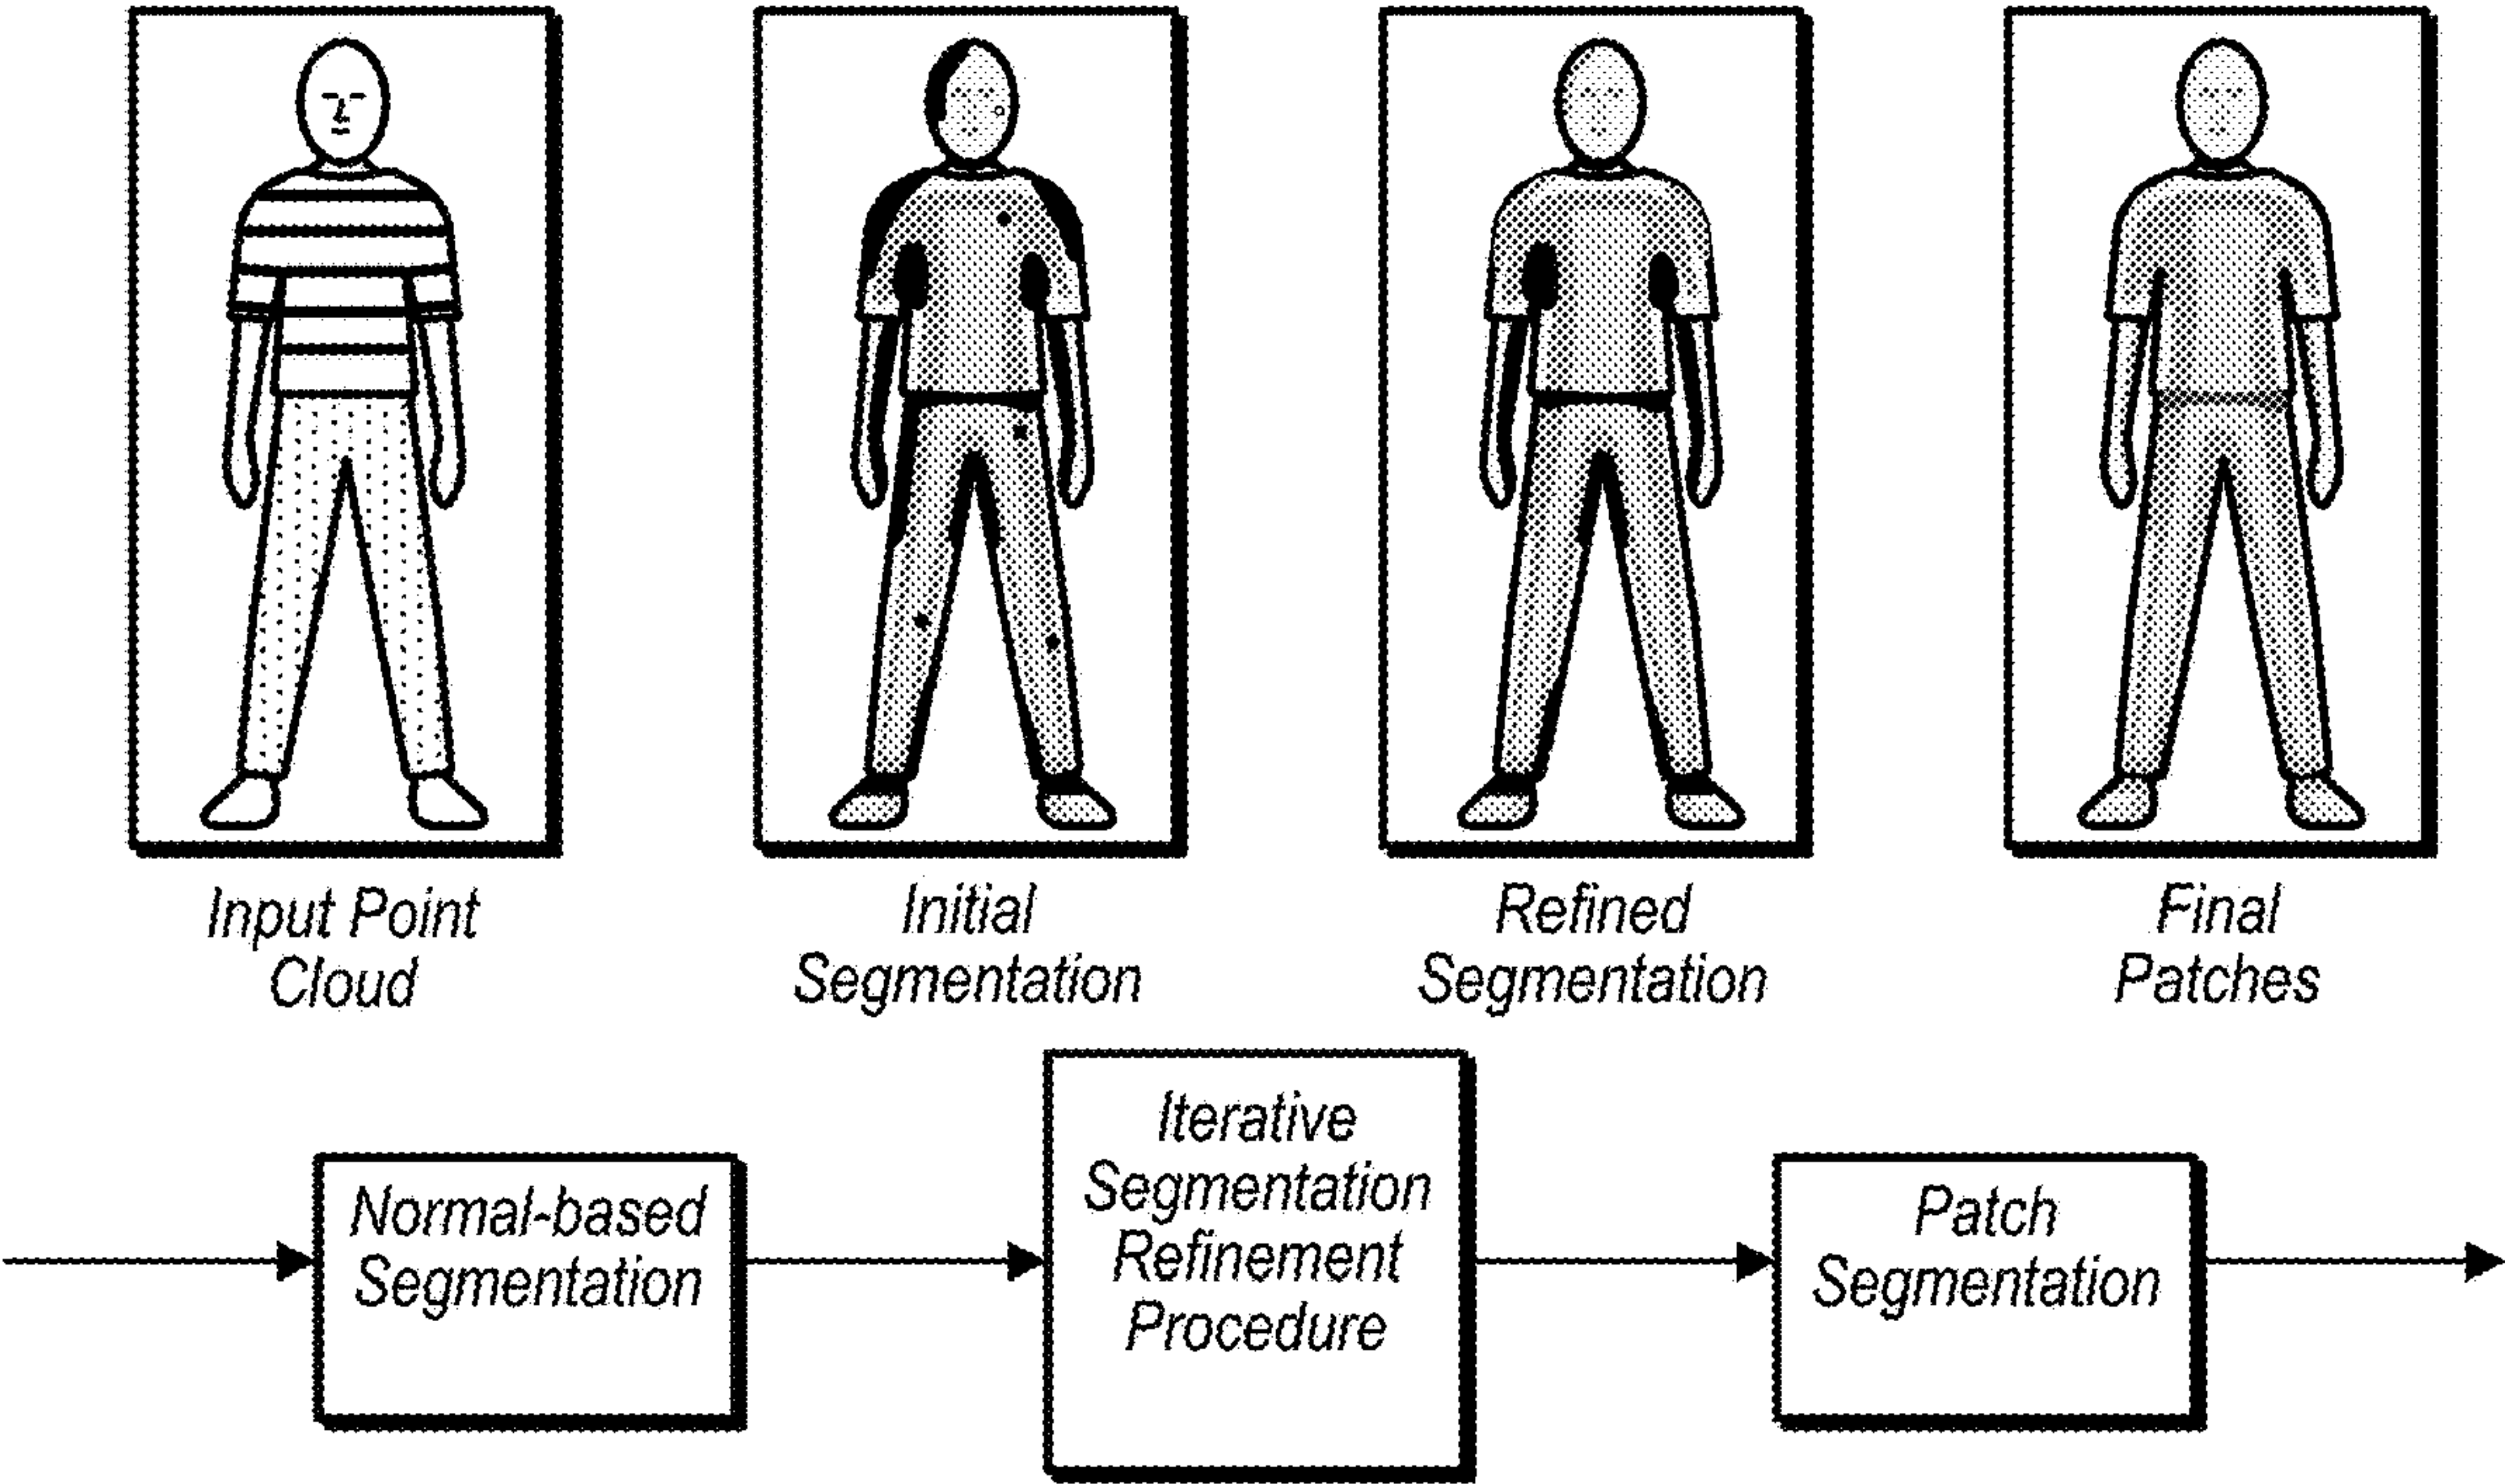 Input Point
Cloud
Initial
Segmentation
Refined
Segmentation
Final
Patches
Normal-based
Segmentation
Iterative
Segmentation
Refinement
Procedure
Patch
Segmentation